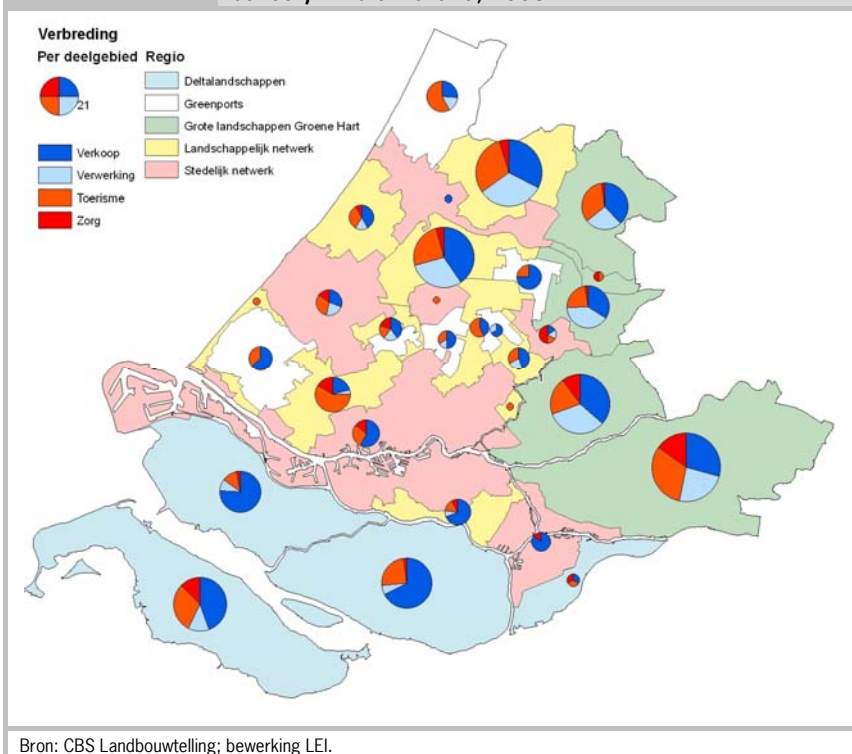 Verbreding
Per deelgebied Regio
21
Deltalandschappen
Greenports
Grote landschappen Groene Hart
Landschappelijk netwerk
Stedelijk netwerk
Verkoop
Verwerking
Toerisme
Zorg
Bron: CBS Landbouwtelling; bewerking LEI.